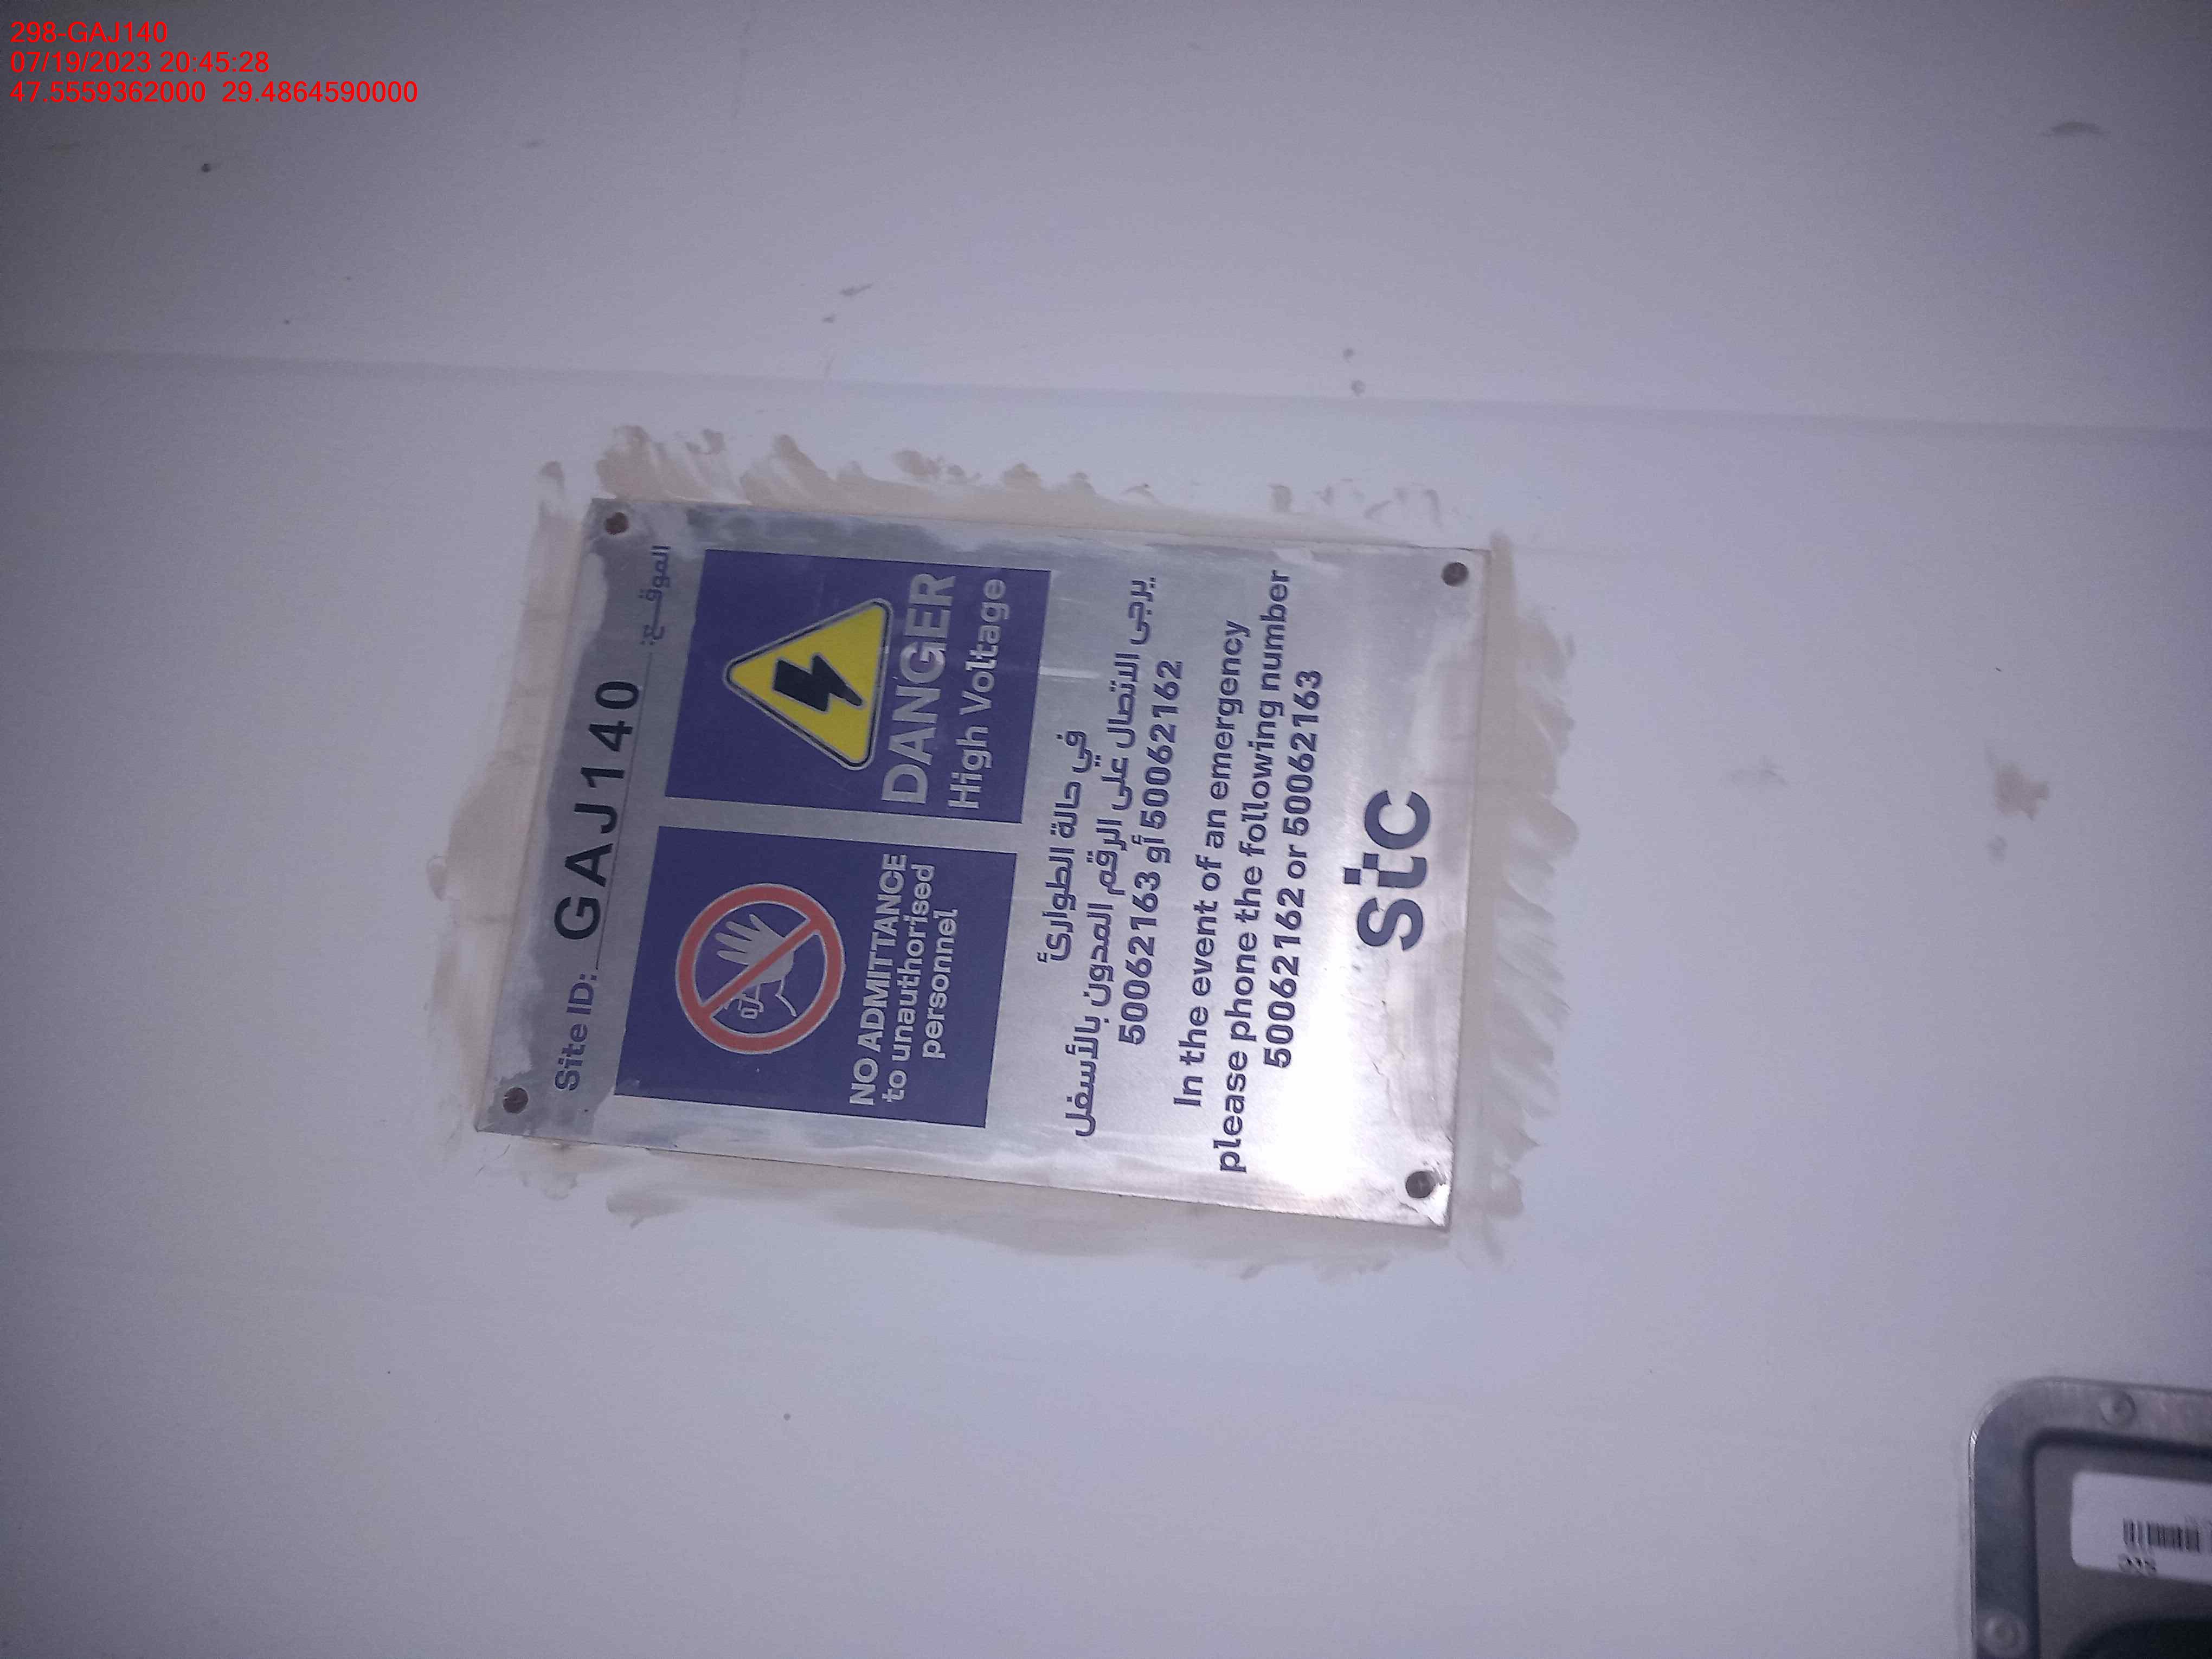 298-GAJ140
07/19/2023 20:45:28
47.5559362000 29.4864590000
Site ID: GAJ140 الموقـــع:
NO ADMITTANCE
to unauthorised
personnel
DANGER
High Voltage
في حالة الطوارئ
يرجى الاتصال على الرقم المدون بالأسفل
50062163 أو 50062162
In the event of an emergency
please phone the following number
50062162 or 50062163
stc